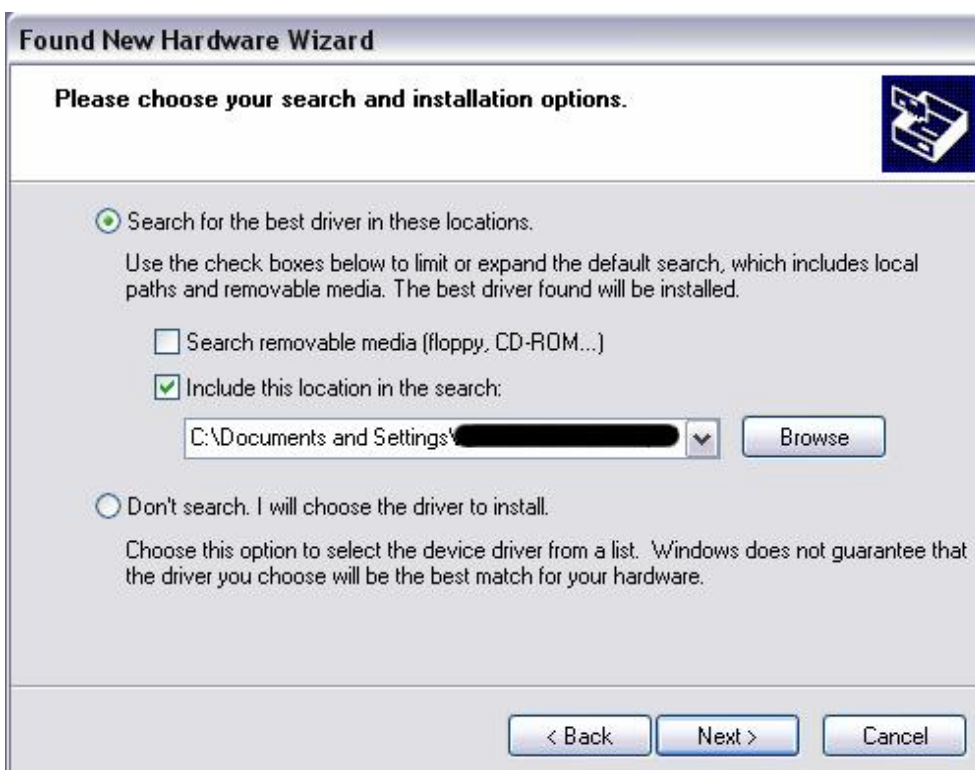 Found New Hardware Wizard
Please choose your search and installation options.
Search for the best driver in these locations.
Use the check boxes below to limit or expand the default search, which includes local
paths and removable media. The best driver found will be installed.
Search removable media (floppy, CD-ROM...)
Include this location in the search:
C:\Documents and Settings\
Browse
Don't search. I will choose the driver to install.
Choose this option to select the device driver from a list.  Windows does not guarantee that
the driver you choose will be the best match for your hardware.
< Back
Next >
Cancel